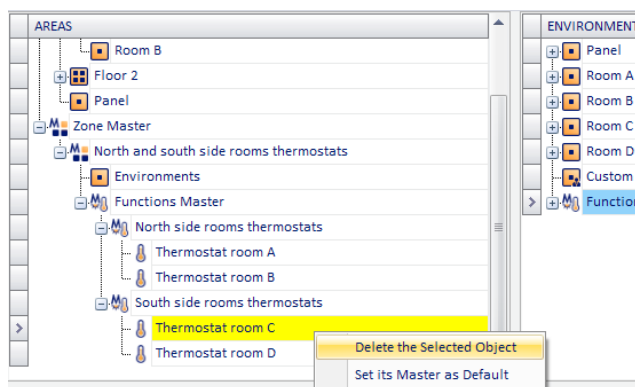 AREAS
Room B
Floor 2
Panel
Zone Master
North and south side rooms thermostats
Environments
Functions Master
North side rooms thermostats
Thermostat room A
Thermostat room B
South side rooms thermostats
Thermostat room C
Thermostat room D
Delete the Selected Object
Set its Master as Default
ENVIRONMENT
Panel
Room A
Room B
Room C
Room D
Custom
Function